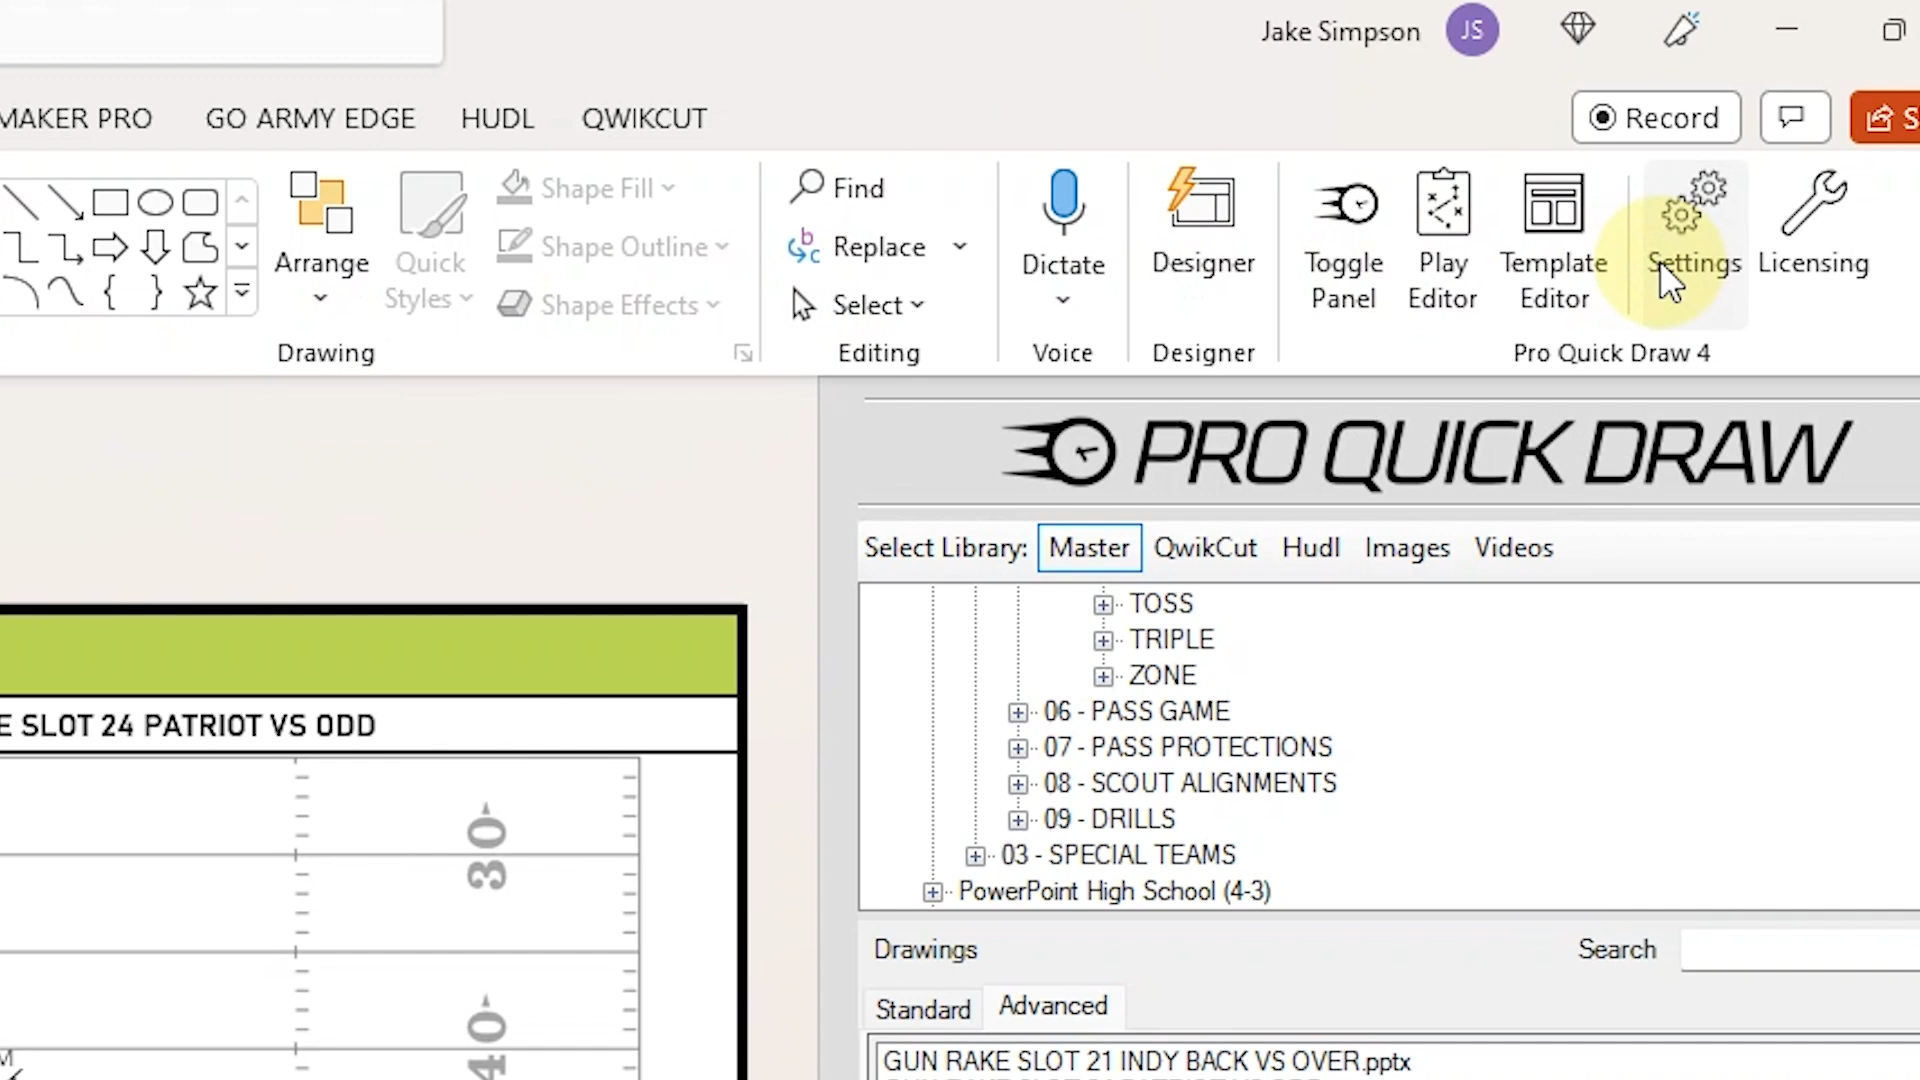 Jake Simpson JS
MAKER PRO GO ARMY EDGE HUDL QWIKCUT
Record
Arrange
Quick
Styles
Shape Fill
Shape Outline
Shape Effects
Drawing
Find
Replace
Select
Editing
Dictate
Voice
Designer
Designer
Toggle
Panel
Play
Editor
Template
Editor
Settings
Licensing
Pro Quick Draw 4
PRO QUICK DRAW
Select Library: Master QwikCut Hudl Images Videos
TOSS
TRIPLE
ZONE
06 - PASS GAME
07 - PASS PROTECTIONS
08 - SCOUT ALIGNMENTS
09 - DRILLS
03 - SPECIAL TEAMS
PowerPoint High School (4-3)
Drawings
Search
Standard Advanced
GUN RAKE SLOT 21 INDY BACK VS OVER.pptx
E SLOT 24 PATRIOT VS ODD
30
40